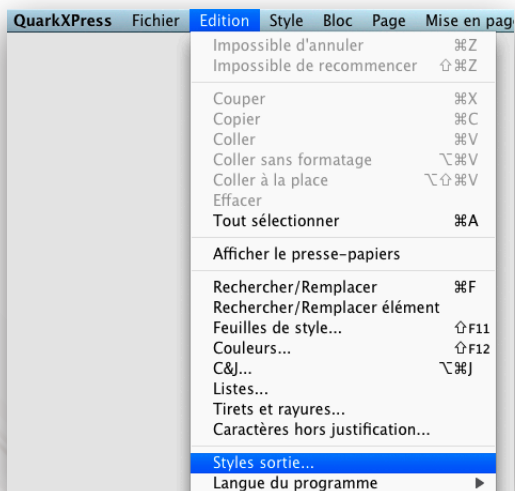 QuarkXPress Fichier Edition Style Bloc Page Mise en pag
Impossible d'annuler ⌘Z
Impossible de recommencer ⇧⌘Z
Couper ⌘X
Copier ⌘C
Coller ⌘V
Coller sans formatage ⌥⌘V
Coller à la place ⌥⇧⌘V
Effacer
Tout sélectionner ⌘A
Afficher le presse-papiers
Rechercher/Remplacer ⌘F
Rechercher/Remplacer élément
Feuilles de style... ⇧F11
Couleurs... ⇧F12
C&J... ⌥⌘J
Listes...
Tirets et rayures...
Caractères hors justification...
Styles sortie...
Langue du programme ▶